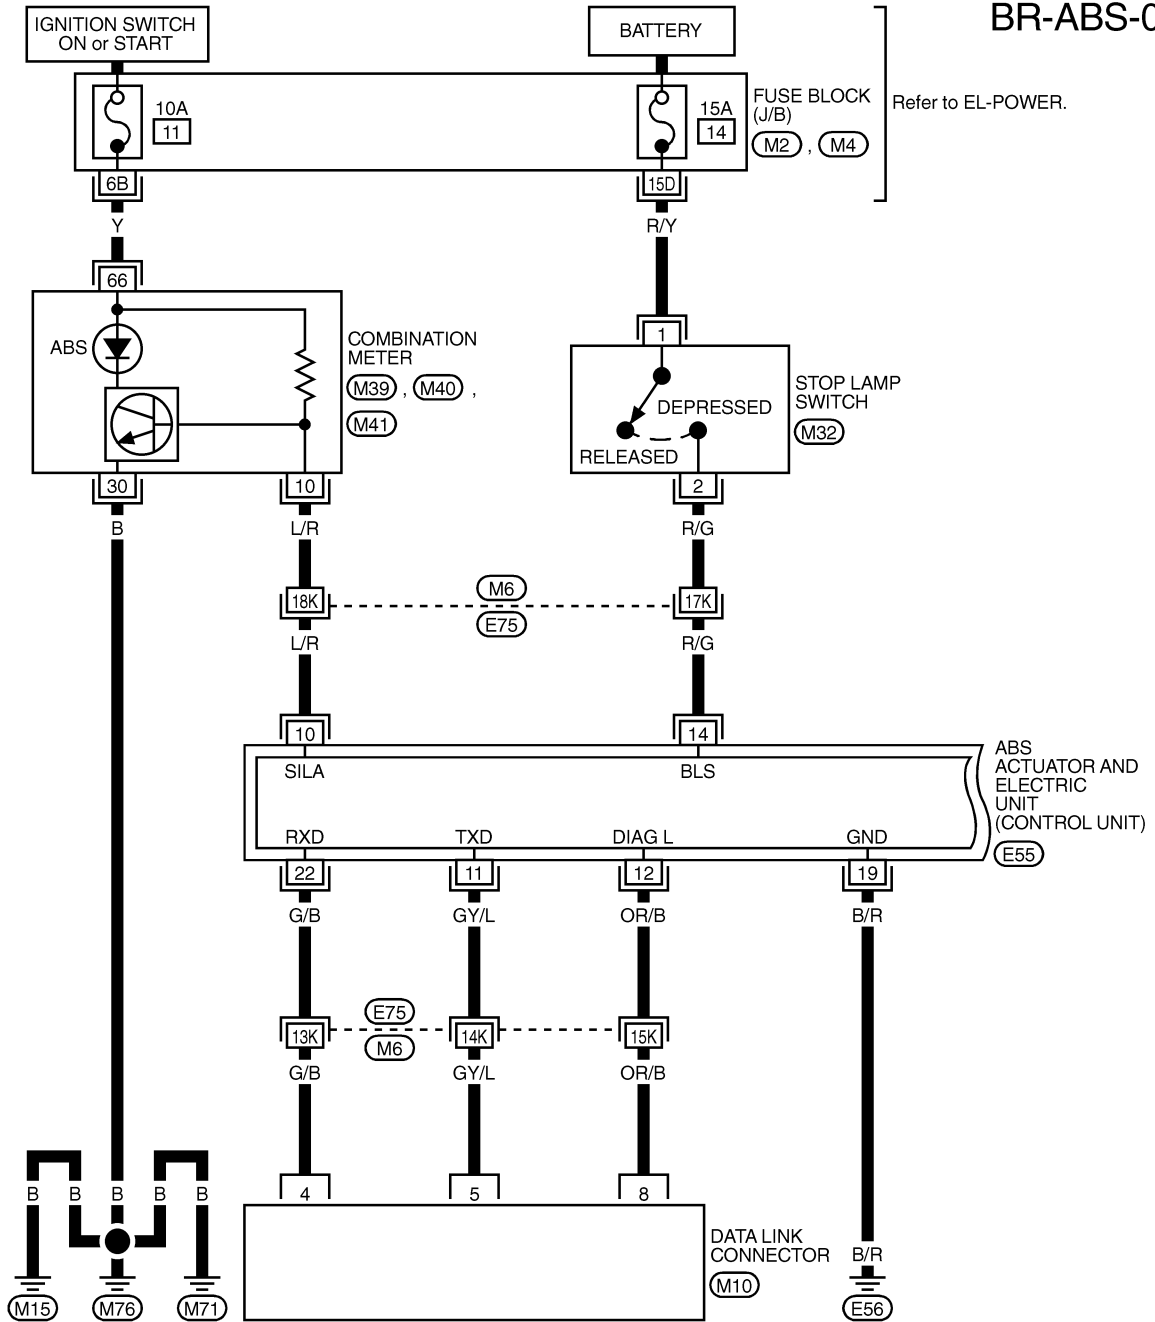 BR-ABS-0
IGNITION SWITCH
ON or START
BATTERY
10A
11
15A
14
FUSE BLOCK
(J/B)
M2 , M4
Refer to EL-POWER.
6B
15D
Y
R/Y
66
1
ABS
COMBINATION
METER
M39 , M40 ,
M41
STOP LAMP
SWITCH
M32
DEPRESSED
RELEASED
30
10
2
B
L/R
R/G
18K
M6
E75
17K
L/R
R/G
10
14
SILA
BLS
ABS
ACTUATOR AND
ELECTRIC
UNIT
(CONTROL UNIT)
E55
RXD
TXD
DIAG L
GND
22
11
12
19
G/B
GY/L
OR/B
B/R
13K
E75
M6
14K
15K
G/B
GY/L
OR/B
B
B
B
B
B
4
5
8
DATA LINK
CONNECTOR
M10
B/R
M15
M76
M71
E56